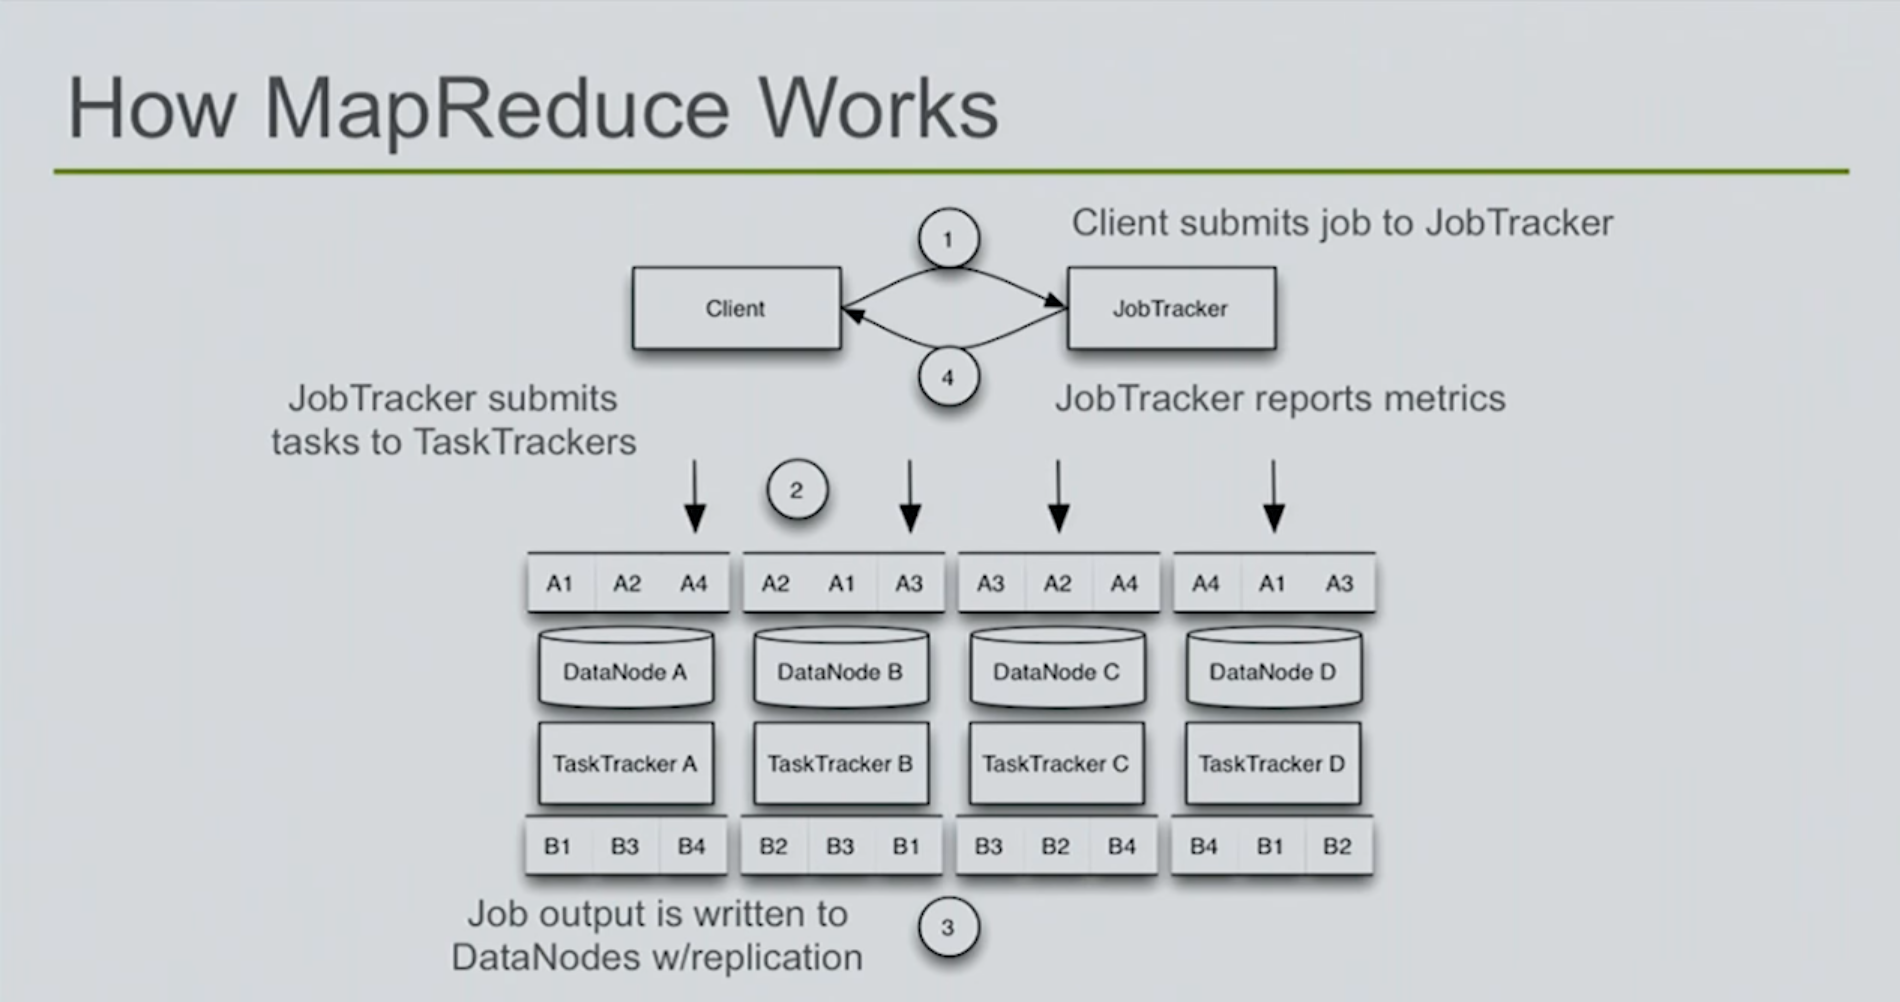 How MapReduce Works
1
Client submits job to JobTracker
Client
JobTracker
4
JobTracker submits
tasks to TaskTrackers
JobTracker reports metrics
2
A1 A2 A4 A2 A1 A3 A3 A2 A4 A4 A1 A3
DataNode A DataNode B DataNode C DataNode D
TaskTracker A TaskTracker B TaskTracker C TaskTracker D
B1 B3 B4 B2 B3 B1 B3 B2 B4 B4 B1 B2
Job output is written to
DataNodes w/replication
3